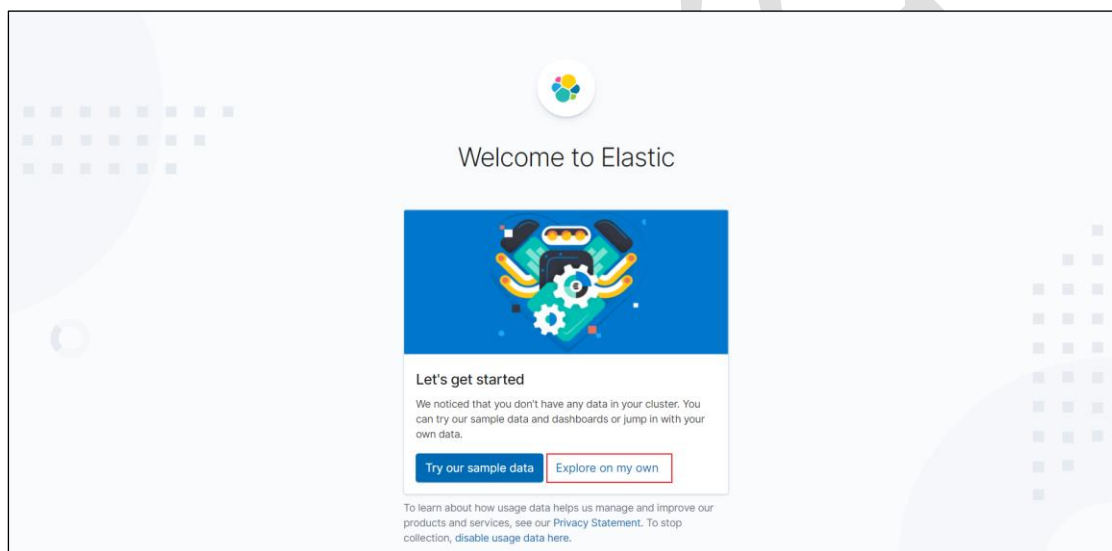 Welcome to Elastic
Let's get started
We noticed that you don't have any data in your cluster. You
can try our sample data and dashboards or jump in with your
own data.
Try our sample data Explore on my own
To learn about how usage data helps us manage and improve our
products and services, see our Privacy Statement. To stop
collection, disable usage data here.